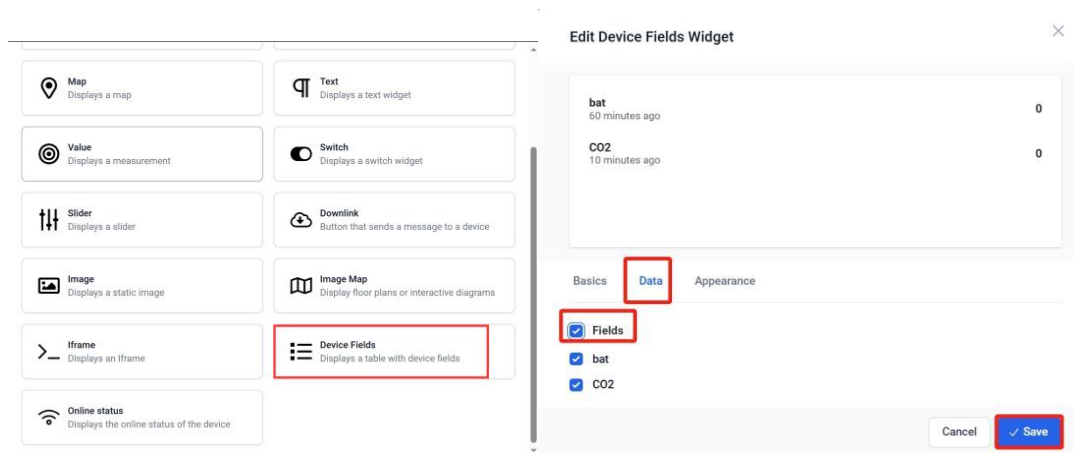 Map
Displays a map
Text
Displays a text widget
Value
Displays a measurement
Switch
Displays a switch widget
Slider
Displays a slider
Downlink
Button that sends a message to a device
Image
Displays a static image
Image Map
Display floor plans or interactive diagrams
Iframe
Displays an Iframe
Device Fields
Displays a table with device fields
Online status
Displays the online status of the device
Edit Device Fields Widget
bat
60 minutes ago
0
CO2
10 minutes ago
0
Basics Data Appearance
Fields
bat
CO2
Cancel Save